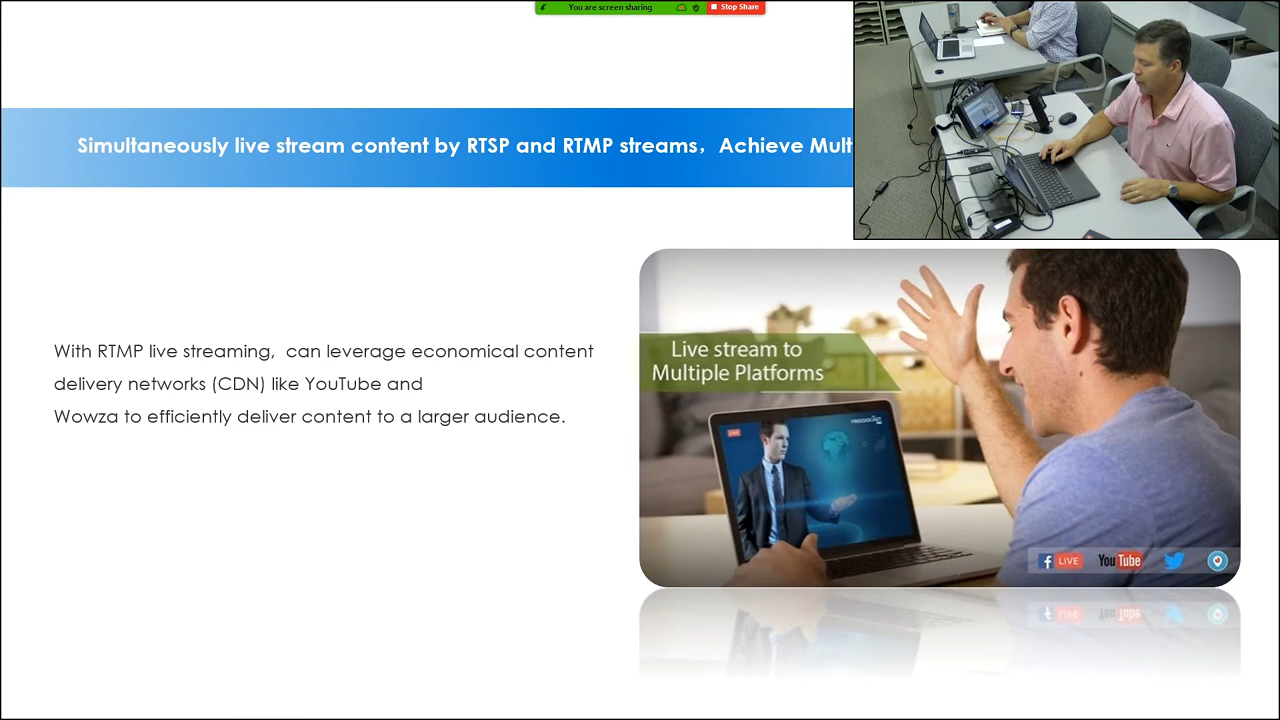 You are screen sharing
Stop Share
Simultaneously live stream content by RTSP and RTMP streams，Achieve Mult
With RTMP live streaming,  can leverage economical content
delivery networks (CDN) like YouTube and
Wowza to efficiently deliver content to a larger audience.
Live stream to
Multiple Platforms
LIVE
FREEDOCAST
f LIVE
YouTube